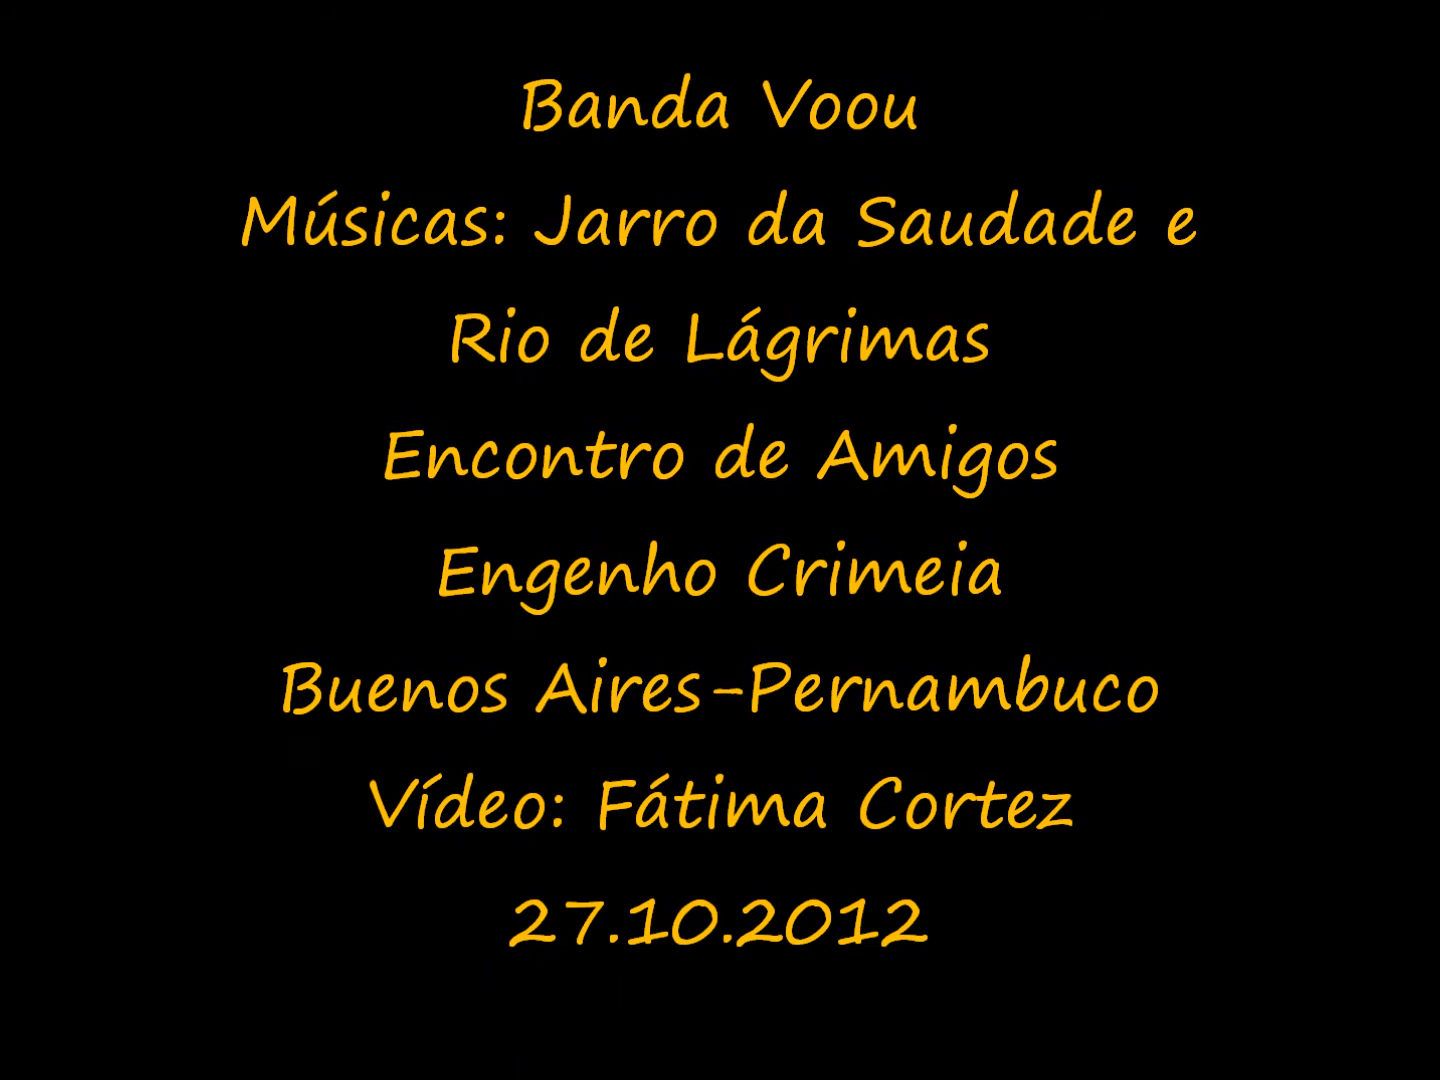 Banda Voou
Músicas: Jarro da Saudade e
Rio de Lágrimas
Encontro de Amigos
Engenho Crimeia
Buenos Aires-Pernambuco
Vídeo: Fátima Cortez
27.10.2012